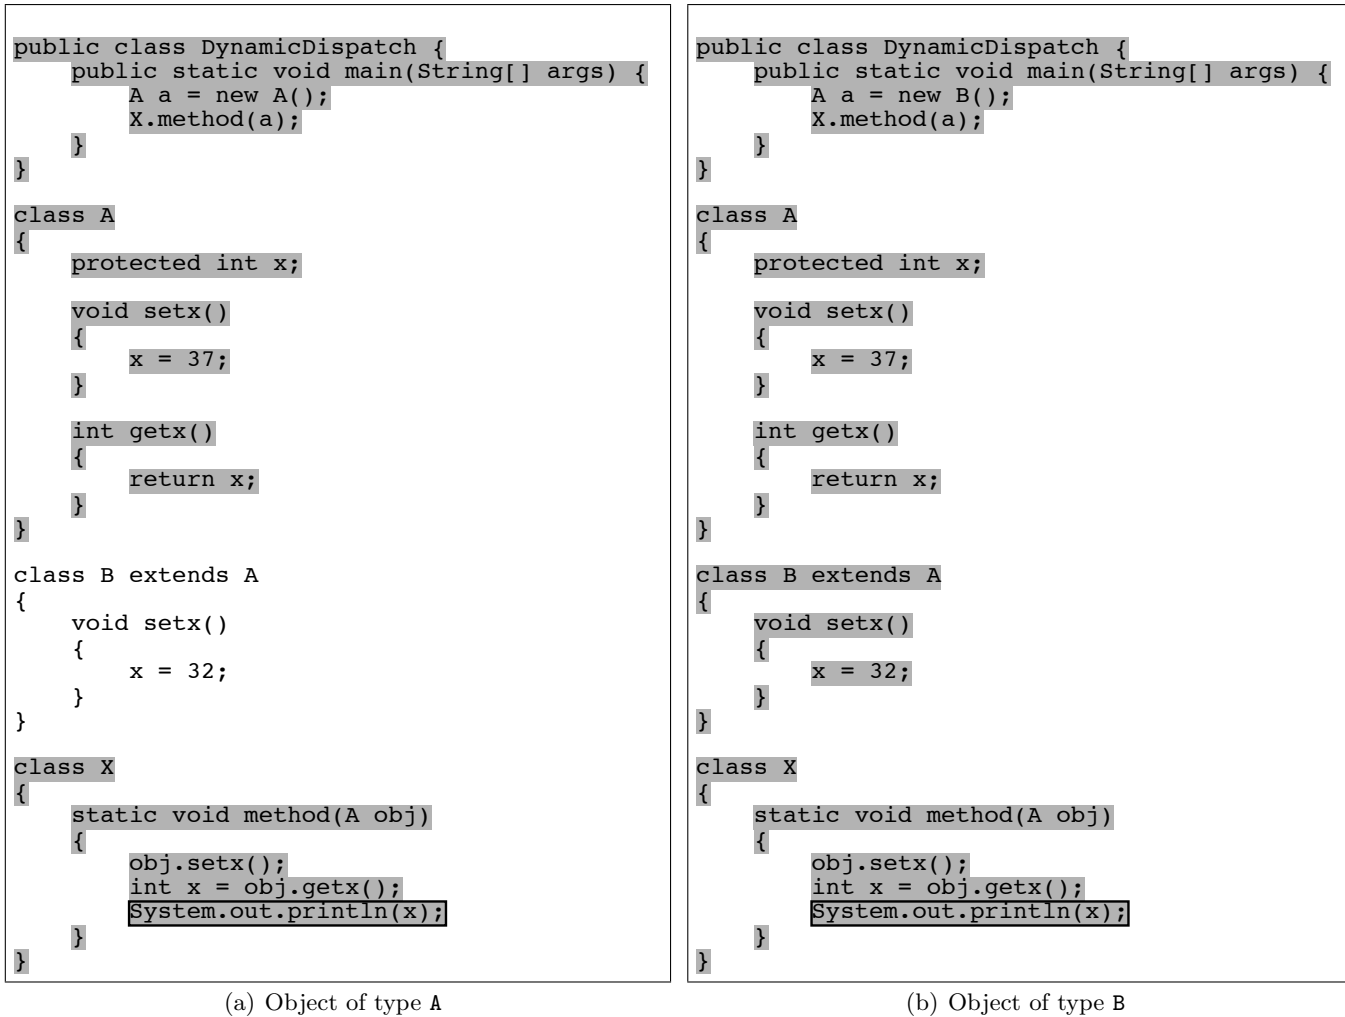 public class DynamicDispatch {
    public static void main(String[] args) {
        A a = new A();
        X.method(a);
    }
}
class A
{
    protected int x;
    void setx()
    {
        x = 37;
    }
    int getx()
    {
        return x;
    }
}
class B extends A
{
    void setx()
    {
        x = 32;
    }
}
class X
{
    static void method(A obj)
    {
        obj.setx();
        int x = obj.getx();
        System.out.println(x);
    }
}
(a) Object of type A
public class DynamicDispatch {
    public static void main(String[] args) {
        A a = new B();
        X.method(a);
    }
}
class A
{
    protected int x;
    void setx()
    {
        x = 37;
    }
    int getx()
    {
        return x;
    }
}
class B extends A
{
    void setx()
    {
        x = 32;
    }
}
class X
{
    static void method(A obj)
    {
        obj.setx();
        int x = obj.getx();
        System.out.println(x);
    }
}
(b) Object of type B